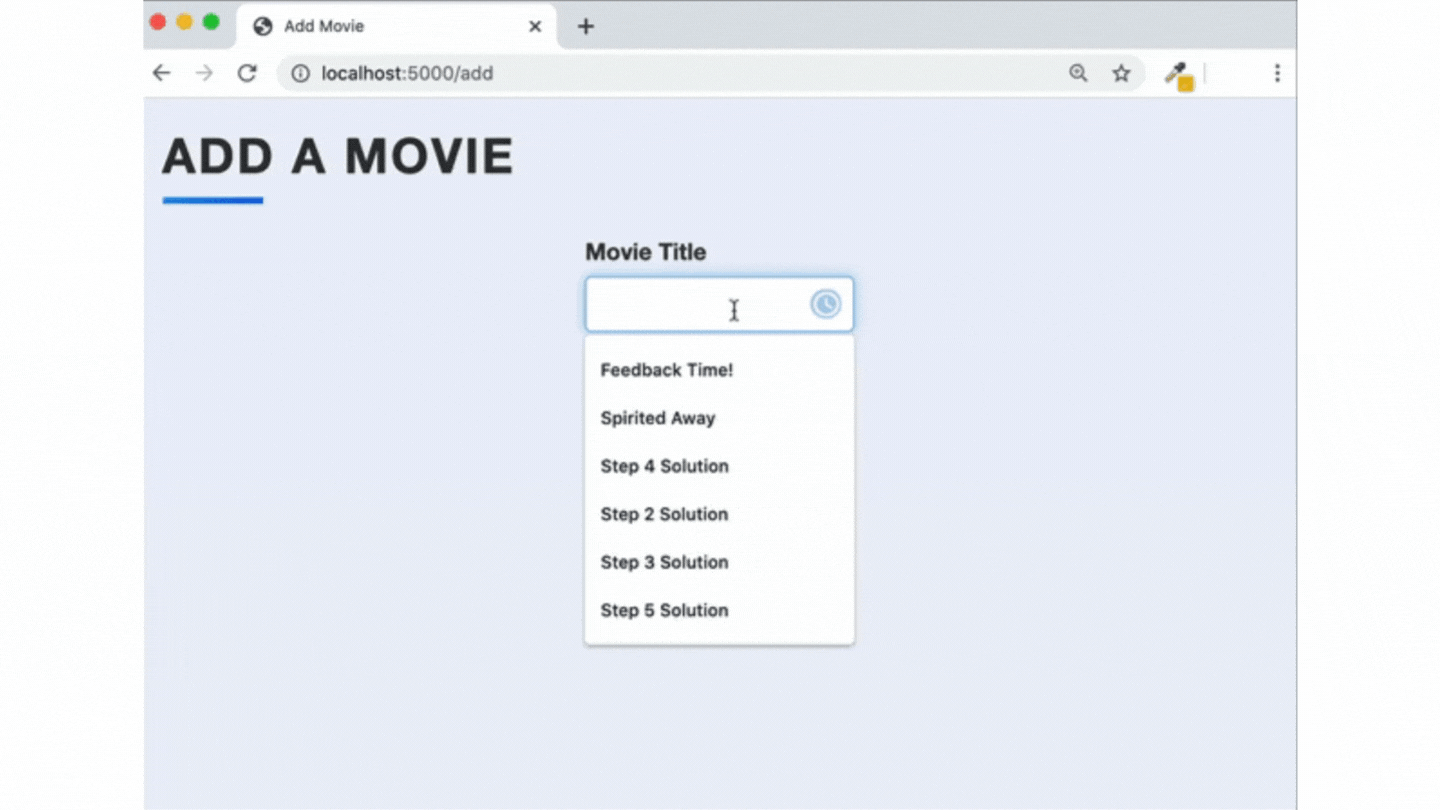 Add Movie
localhost:5000/add
ADD A MOVIE
Movie Title
Feedback Time!
Spirited Away
Step 4 Solution
Step 2 Solution
Step 3 Solution
Step 5 Solution